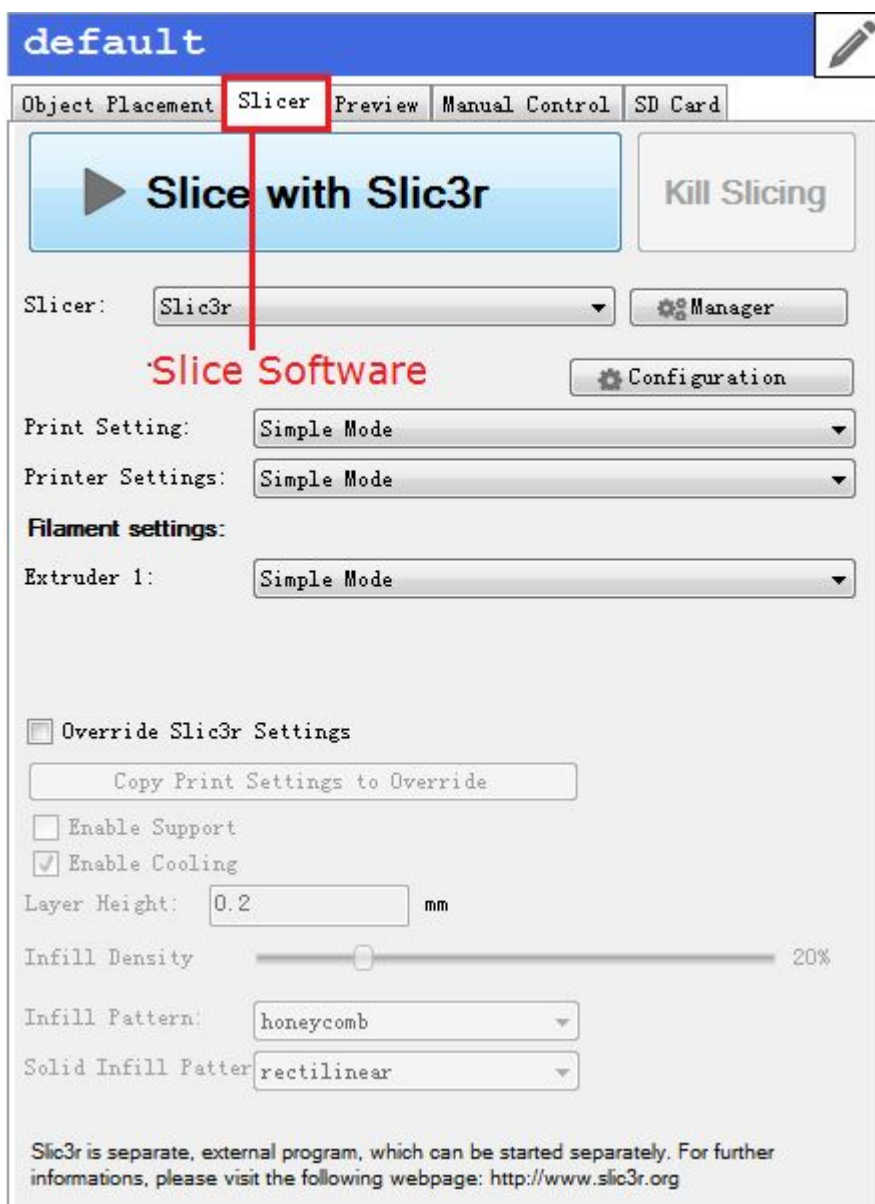 default
Object Placement Slicer Preview Manual Control SD Card
Slice with Slic3r Kill Slicing
Slicer: Slic3r Manager
Slice Software
Configuration
Print Setting: Simple Mode
Printer Settings: Simple Mode
Filament settings:
Extruder 1: Simple Mode
Override Slic3r Settings
Copy Print Settings to Override
Enable Support
Enable Cooling
Layer Height: 0.2 mm
Infill Density 20%
Infill Pattern: honeycomb
Solid Infill Patter rectilinear
Slic3r is separate, external program, which can be started separately. For further
informations, please visit the following webpage: http://www.slic3r.org